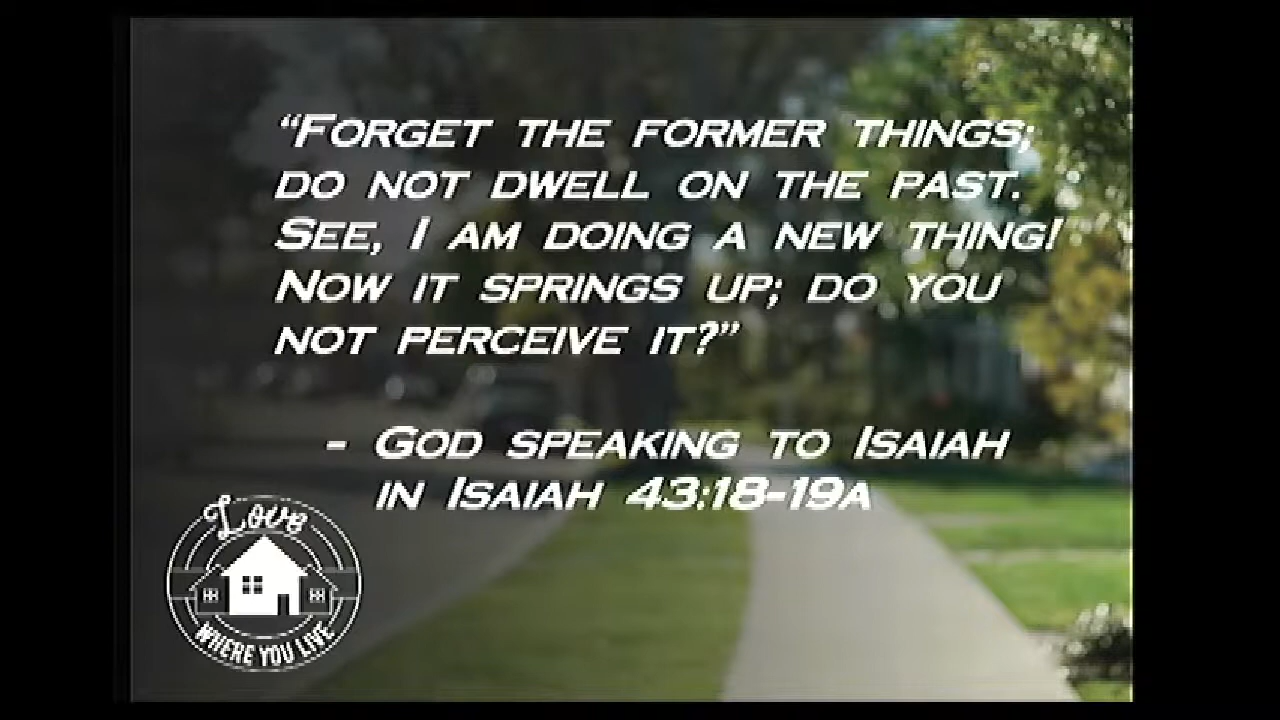 “Forget the former things;
do not dwell on the past.
See, I am doing a new thing!
Now it springs up; do you
not perceive it?”
- God speaking to Isaiah
in Isaiah 43:18-19a
Love
WHERE YOU LIVE